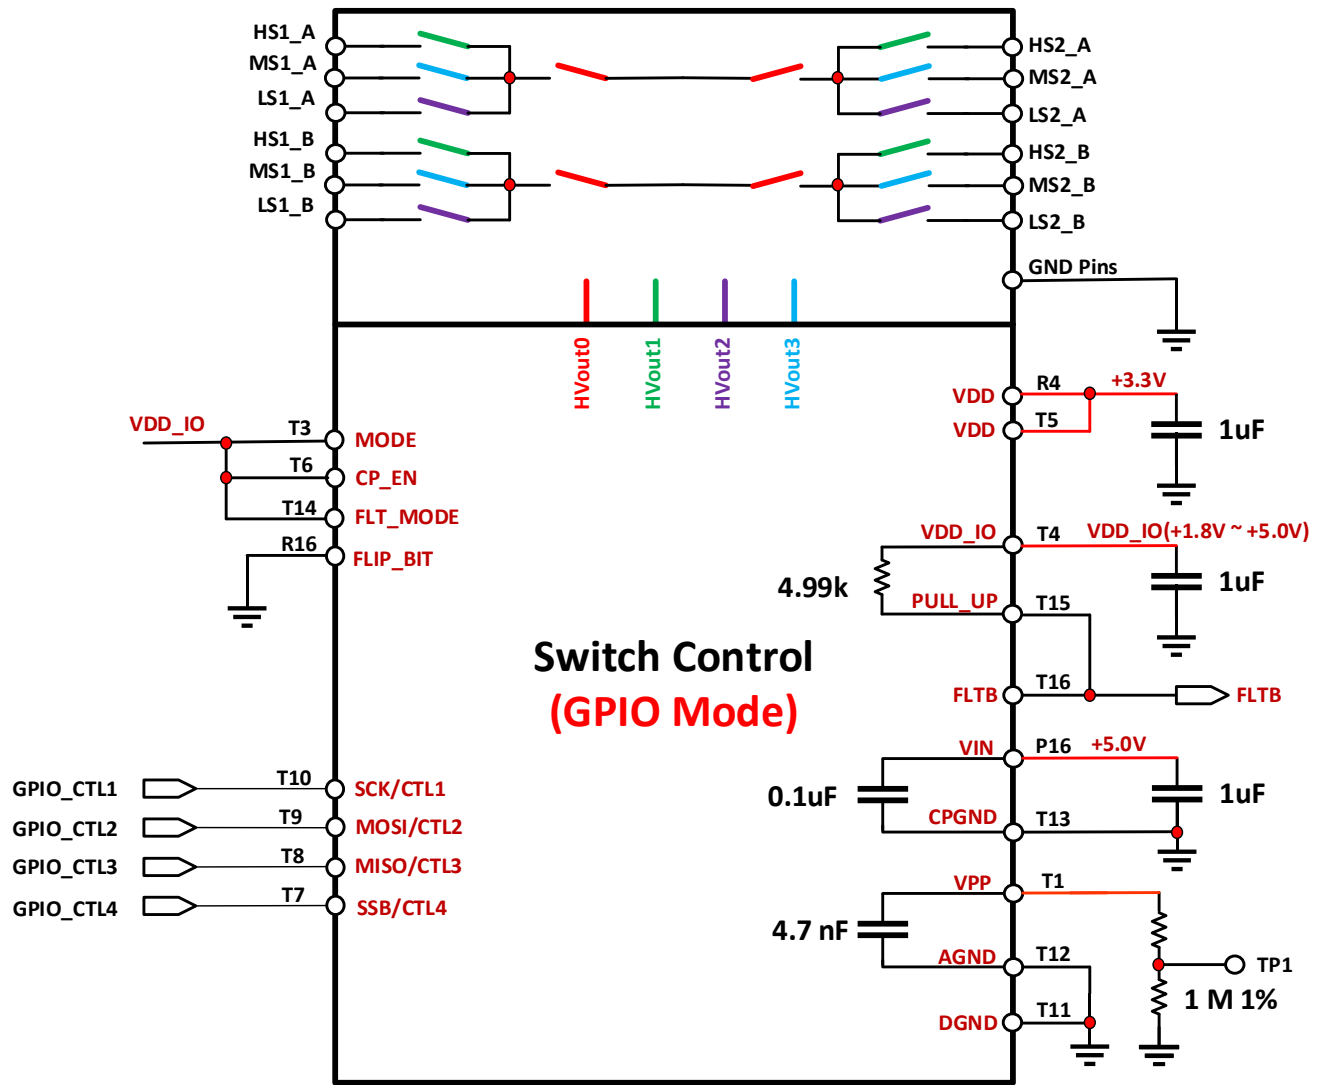 HS1_A
MS1_A
LS1_A
HS1_B
MS1_B
LS1_B
HS2_A
MS2_A
LS2_A
HS2_B
MS2_B
LS2_B
GND Pins
HVout0
HVout1
HVout2
HVout3
VDD_IO
T3
MODE
T6
CP_EN
T14
FLT_MODE
R16
FLIP_BIT
VDD
R4
+3.3V
VDD
T5
1uF
VDD_IO
T4
VDD_IO(+1.8V ~ +5.0V)
4.99k
1uF
PULL_UP
T15
Switch Control
(GPIO Mode)
FLTB
T16
FLTB
VIN
P16
+5.0V
0.1uF
1uF
CPGND
T13
GPIO_CTL1
T10
SCK/CTL1
GPIO_CTL2
T9
MOSI/CTL2
GPIO_CTL3
T8
MISO/CTL3
GPIO_CTL4
T7
SSB/CTL4
VPP
T1
4.7 nF
AGND
T12
TP1
1 M 1%
DGND
T11